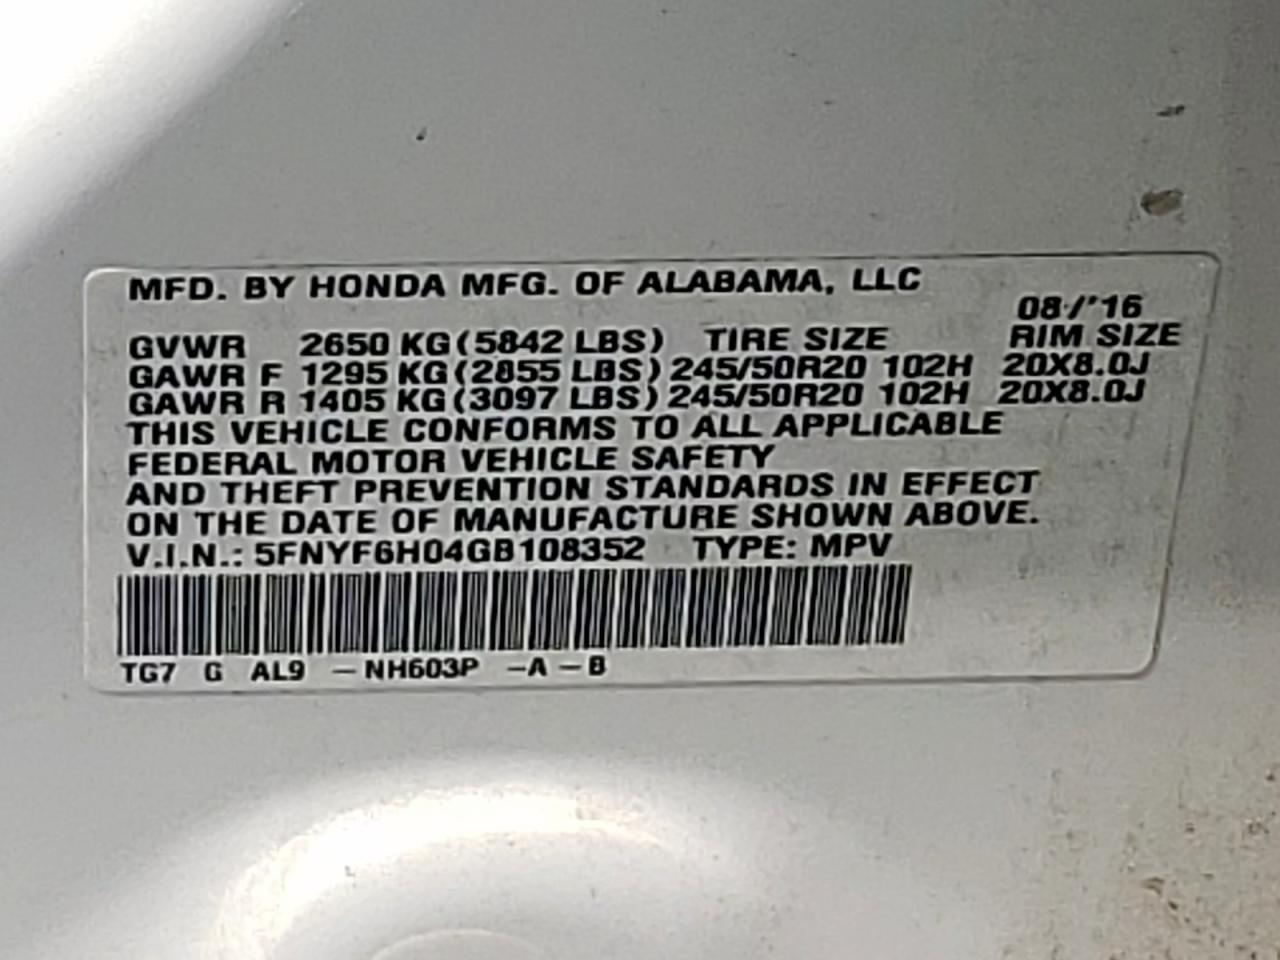 MFD. BY HONDA MFG. OF ALABAMA, LLC
08/'16
GVWR 2650 KG (5842 LBS) TIRE SIZE RIM SIZE
GAWR F 1295 KG (2855 LBS) 245/50R20 102H 20X8.0J
GAWR R 1405 KG (3097 LBS) 245/50R20 102H 20X8.0J
THIS VEHICLE CONFORMS TO ALL APPLICABLE
FEDERAL MOTOR VEHICLE SAFETY
AND THEFT PREVENTION STANDARDS IN EFFECT
ON THE DATE OF MANUFACTURE SHOWN ABOVE.
V.I.N.: 5FNYF6H04GB108352 TYPE: MPV
TG7 G AL9 – NH603P –A – B